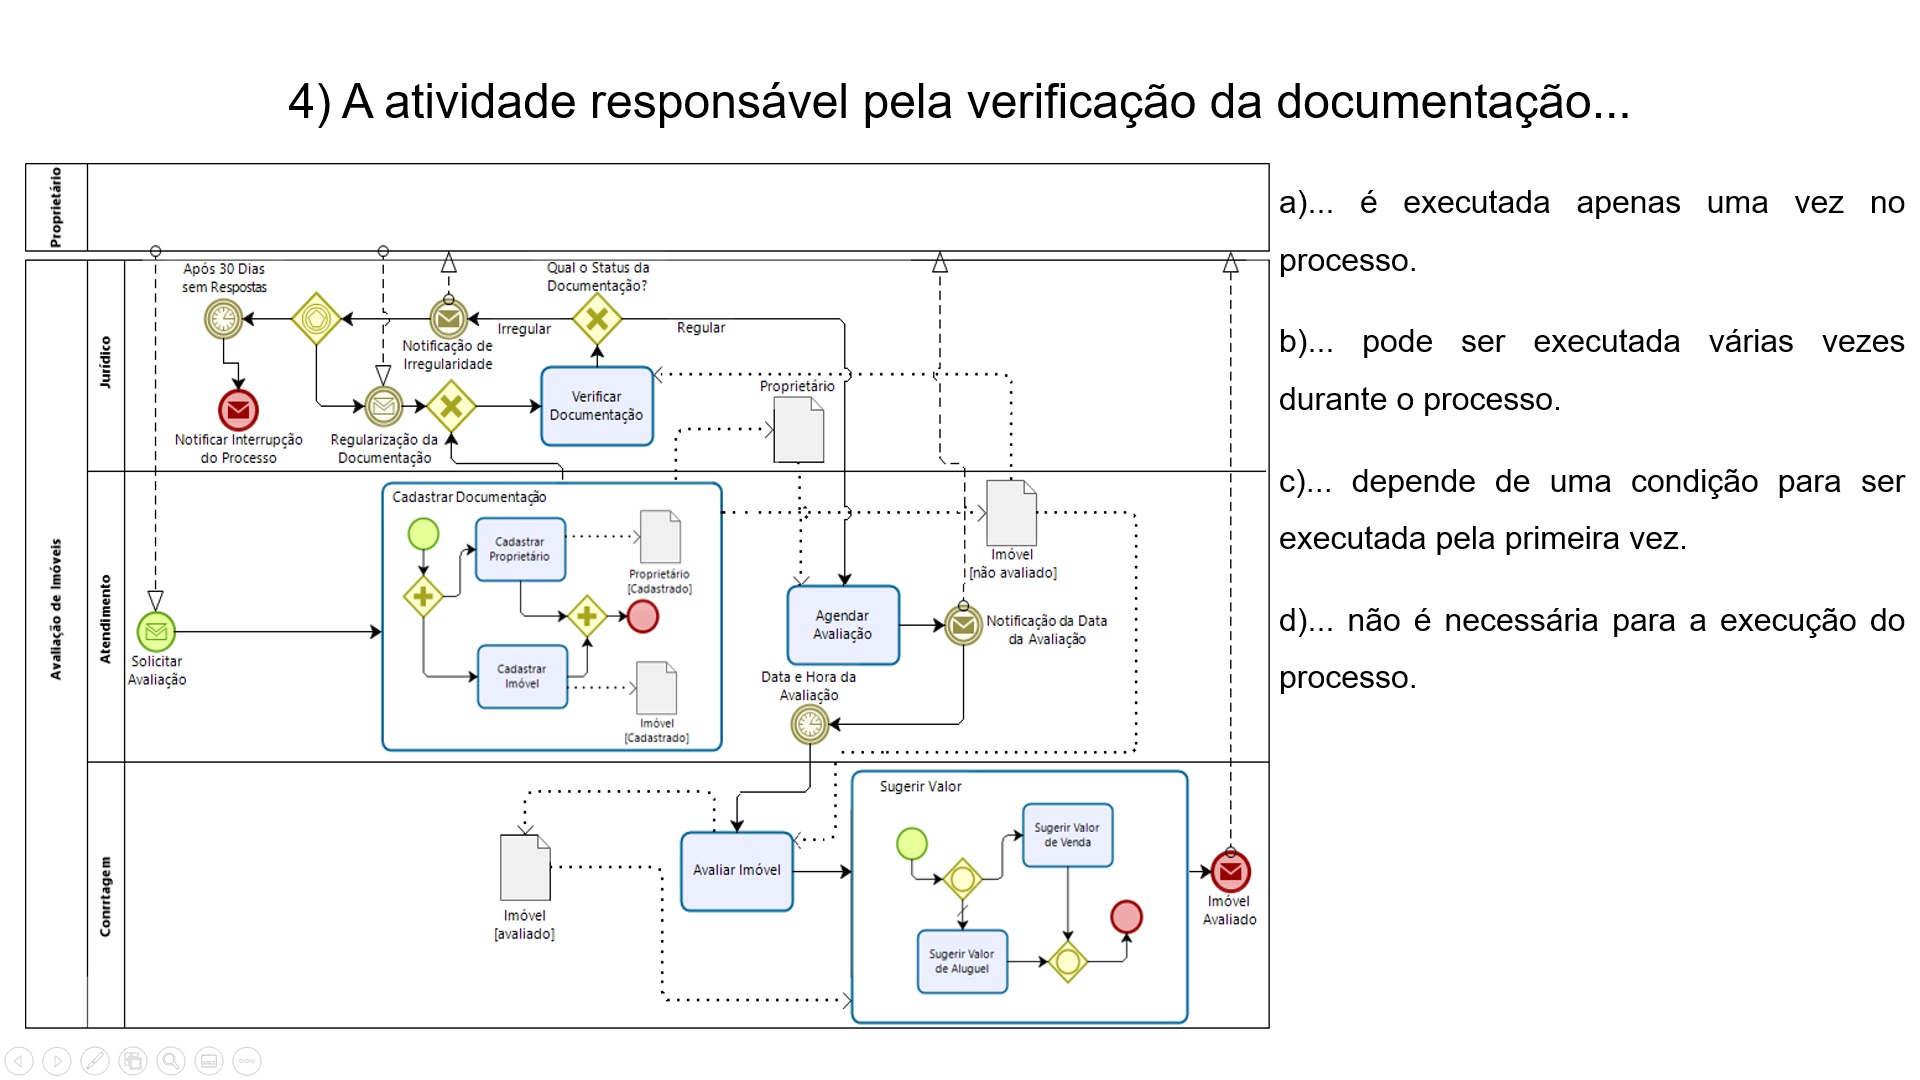 4) A atividade responsável pela verificação da documentação...
Proprietário
Avaliação de Imóveis
Jurídico
Após 30 Dias
sem Respostas
Qual o Status da
Documentação?
Irregular
Regular
Notificação de
Irregularidade
Verificar
Documentação
Proprietário
Notificar Interrupção
do Processo
Regularização da
Documentação
Atendimento
Cadastrar Documentação
Cadastrar
Proprietário
Proprietário
[Cadastrado]
Cadastrar
Imóvel
Imóvel
[Cadastrado]
Solicitar
Avaliação
Imóvel
[não avaliado]
Agendar
Avaliação
Notificação da Data
da Avaliação
Data e Hora da
Avaliação
Conrrtagem
Avaliar Imóvel
Imóvel
[avaliado]
Sugerir Valor
Sugerir Valor
de Venda
Sugerir Valor
de Aluguel
Imóvel
Avaliado
a)... é executada apenas uma vez no
processo.
b)... pode ser executada várias vezes
durante o processo.
c)... depende de uma condição para ser
executada pela primeira vez.
d)... não é necessária para a execução do
processo.